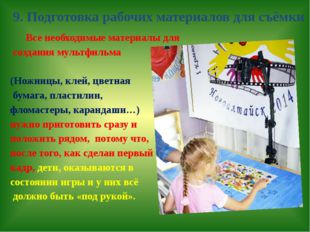 9. Подготовка рабочих материалов для съёмки
Все необходимые материалы для
создания мультфильма
(Ножницы, клей, цветная
бумага, пластилин,
фломастеры, карандаши…)
нужно приготовить сразу и
положить рядом, потому что,
после того, как сделан первый
кадр, дети, оказываются в
состоянии игры и у них всё
должно быть «под рукой».